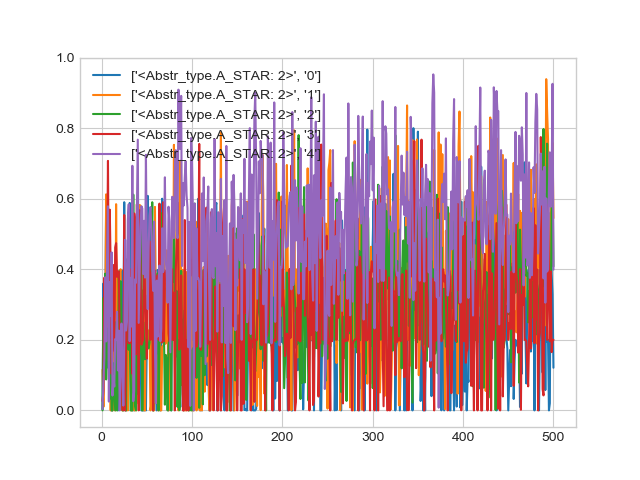 1.0
['<Abstr_type.A_STAR: 2>', '0']
['<Abstr_type.A_STAR: 2>', '1']
['<Abstr_type.A_STAR: 2>', '2']
['<Abstr_type.A_STAR: 2>', '3']
['<Abstr_type.A_STAR: 2>', '4']
0.8
0.6
0.4
0.2
0.0
0 100 200 300 400 500